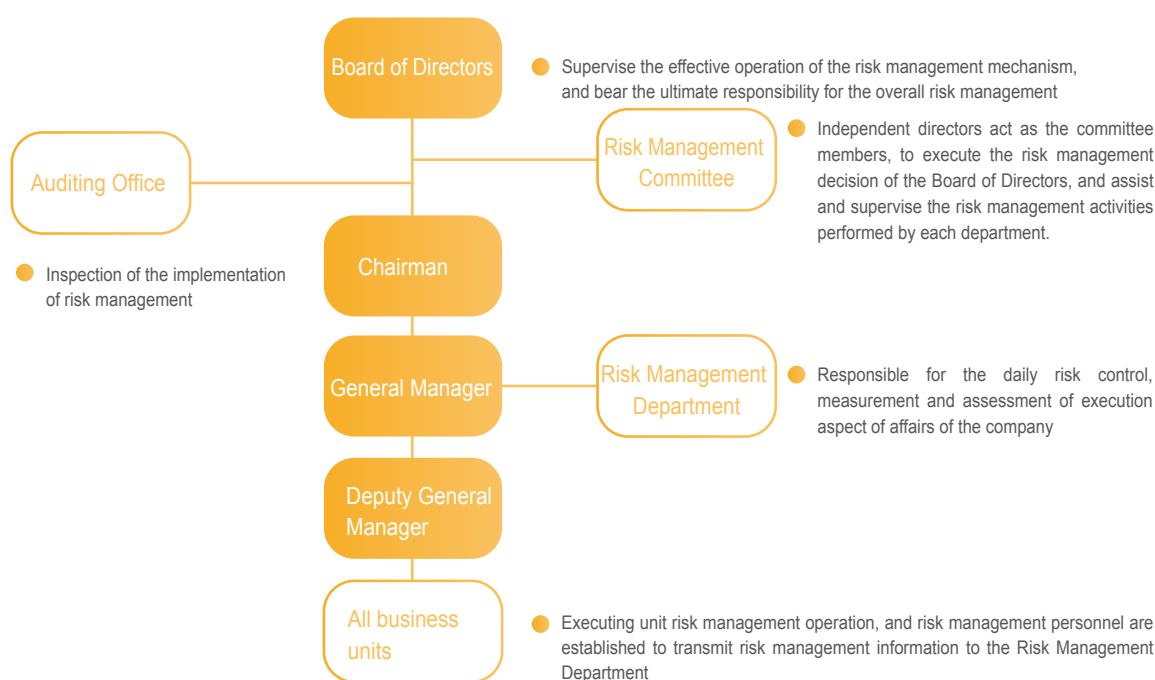 Board of Directors
Supervise the effective operation of the risk management mechanism,
and bear the ultimate responsibility for the overall risk management
Risk Management
Committee
Independent directors act as the committee
members, to execute the risk management
decision of the Board of Directors, and assist
and supervise the risk management activities
performed by each department.
Auditing Office
Inspection of the implementation
of risk management
Chairman
General Manager
Risk Management
Department
Responsible for the daily risk control,
measurement and assessment of execution
aspect of affairs of the company
Deputy General
Manager
All business
units
Executing unit risk management operation, and risk management personnel are
established to transmit risk management information to the Risk Management
Department